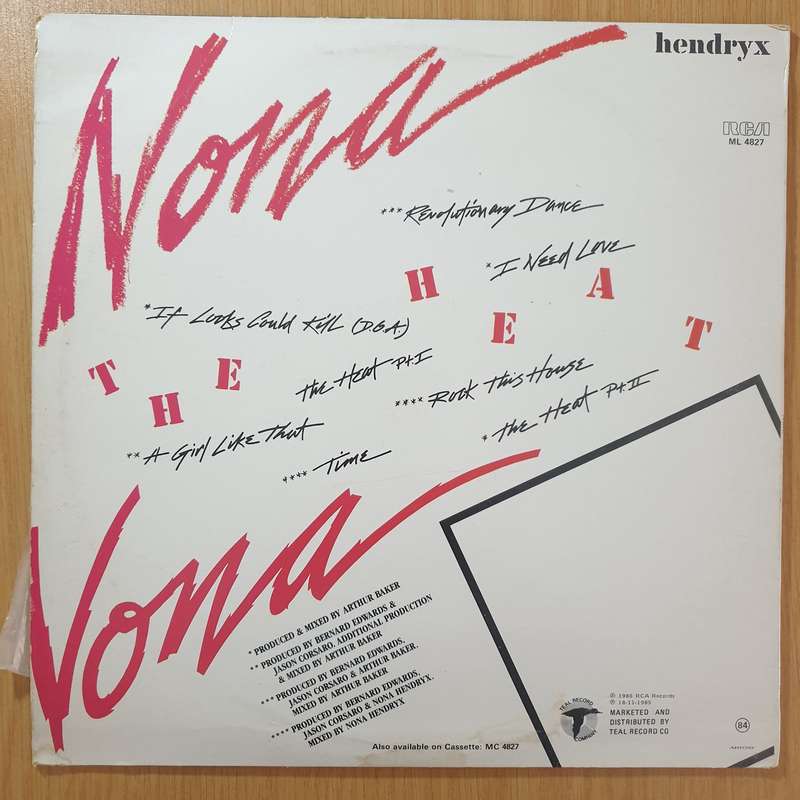 Nona
hendryx
RCA
ML 4827
*** Revolutionary Dance
* I Need Love
*If Looks Could Kill (D.O.A.)
THE HEAT
The Heat Pt. I
**** Rock This House
* The Heat Pt. II
** A Girl Like That
**** Time
Nona
* PRODUCED & MIXED BY ARTHUR BAKER
** PRODUCED BY BERNARD EDWARDS &
JASON CORSARO, ADDITIONAL PRODUCTION
& MIXED BY ARTHUR BAKER
*** PRODUCED BY BERNARD EDWARDS,
JASON CORSARO & ARTHUR BAKER.
MIXED BY ARTHUR BAKER
**** PRODUCED BY BERNARD EDWARDS,
JASON CORSARO & NONA HENDRYX.
MIXED BY NONA HENDRYX
Also available on Cassette: MC 4827
TEAL RECORD
COMPANY
℗ 1985 RCA Records
℗ 18-11-1985
MARKETED AND
DISTRIBUTED BY
TEAL RECORD CO
84